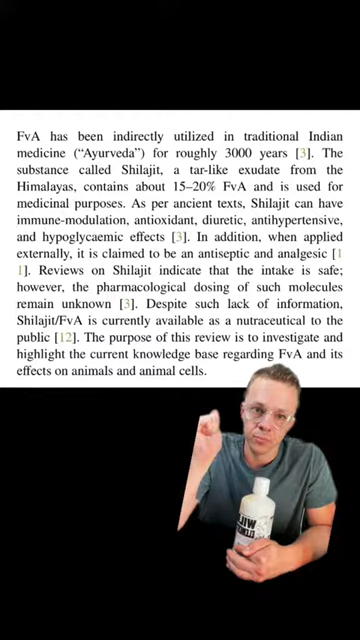 FvA has been indirectly utilized in traditional Indian
medicine (“Ayurveda”) for roughly 3000 years [3]. The
substance called Shilajit, a tar-like exudate from the
Himalayas, contains about 15–20% FvA and is used for
medicinal purposes. As per ancient texts, Shilajit can have
immune-modulation, antioxidant, diuretic, antihypertensive,
and hypoglycaemic effects [3]. In addition, when applied
externally, it is claimed to be an antiseptic and analgesic [1
1]. Reviews on Shilajit indicate that the intake is safe;
however, the pharmacological dosing of such molecules
remain unknown [3]. Despite such lack of information,
Shilajit/FvA is currently available as a nutraceutical to the
public [12]. The purpose of this review is to investigate and
highlight the current knowledge base regarding FvA and its
effects on animals and animal cells.